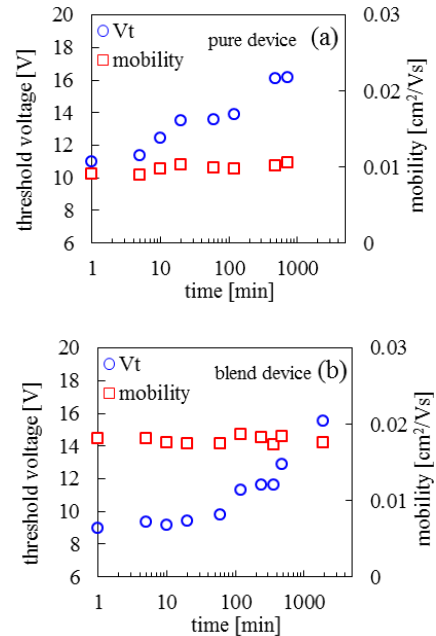 20
18
16
14
12
10
8
6
threshold voltage [V]
Vt
mobility
pure device
(a)
0.03
0.02
0.01
0
mobility [cm²/Vs]
1
10
100
1000
time [min]
20
18
16
14
12
10
8
6
threshold voltage [V]
Vt
mobility
blend device
(b)
0.03
0.02
0.01
0
mobility [cm²/Vs]
1
10
100
1000
time [min]